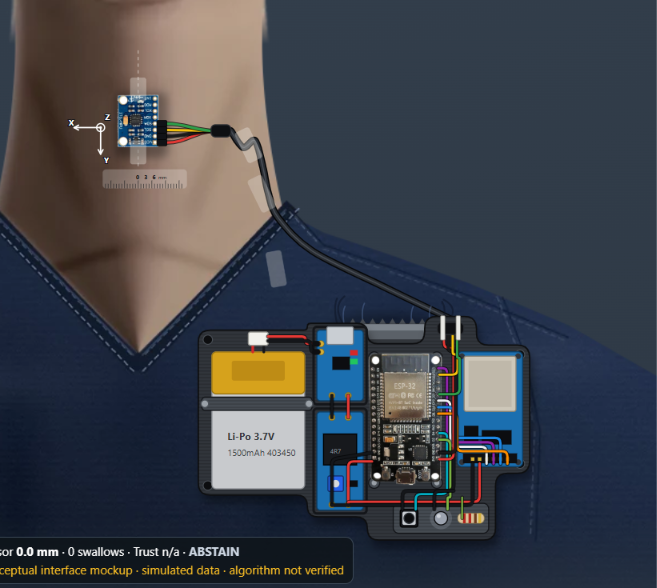 Z
X
Y
0 3 6 mm
ESP-32
Li-Po 3.7V
1500mAh 403450
4R7
sor 0.0 mm · 0 swallows · Trust n/a · ABSTAIN
ceptual interface mockup · simulated data · algorithm not verified